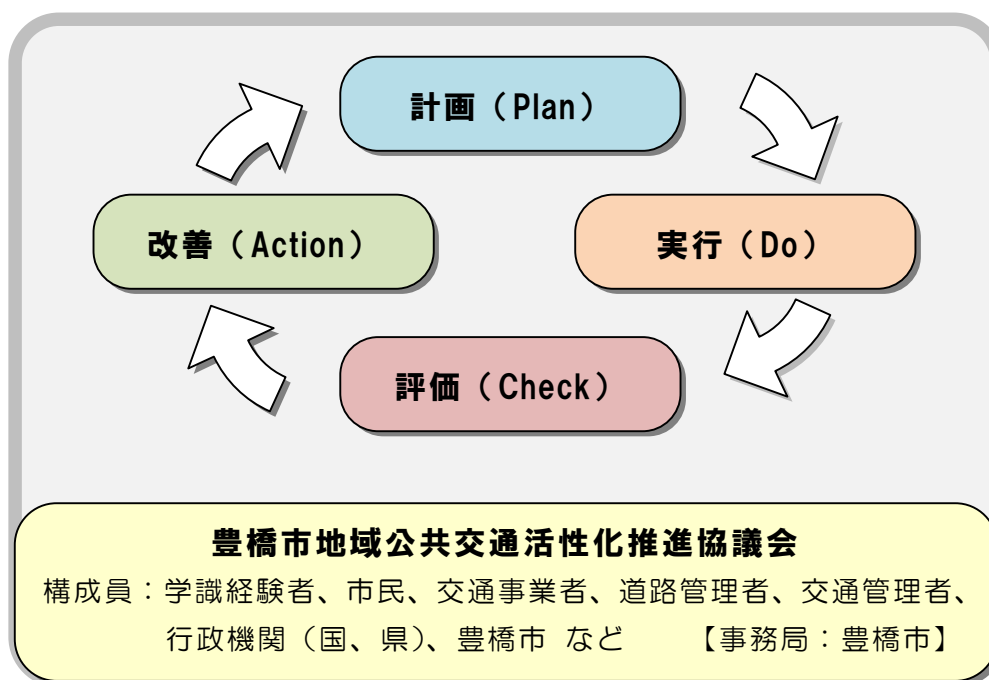 計画（Plan）
改善（Action）
実行（Do）
評価（Check）
豊橋市地域公共交通活性化推進協議会
構成員：学識経験者、市民、交通事業者、道路管理者、交通管理者、
行政機関（国、県）、豊橋市 など 【事務局：豊橋市】